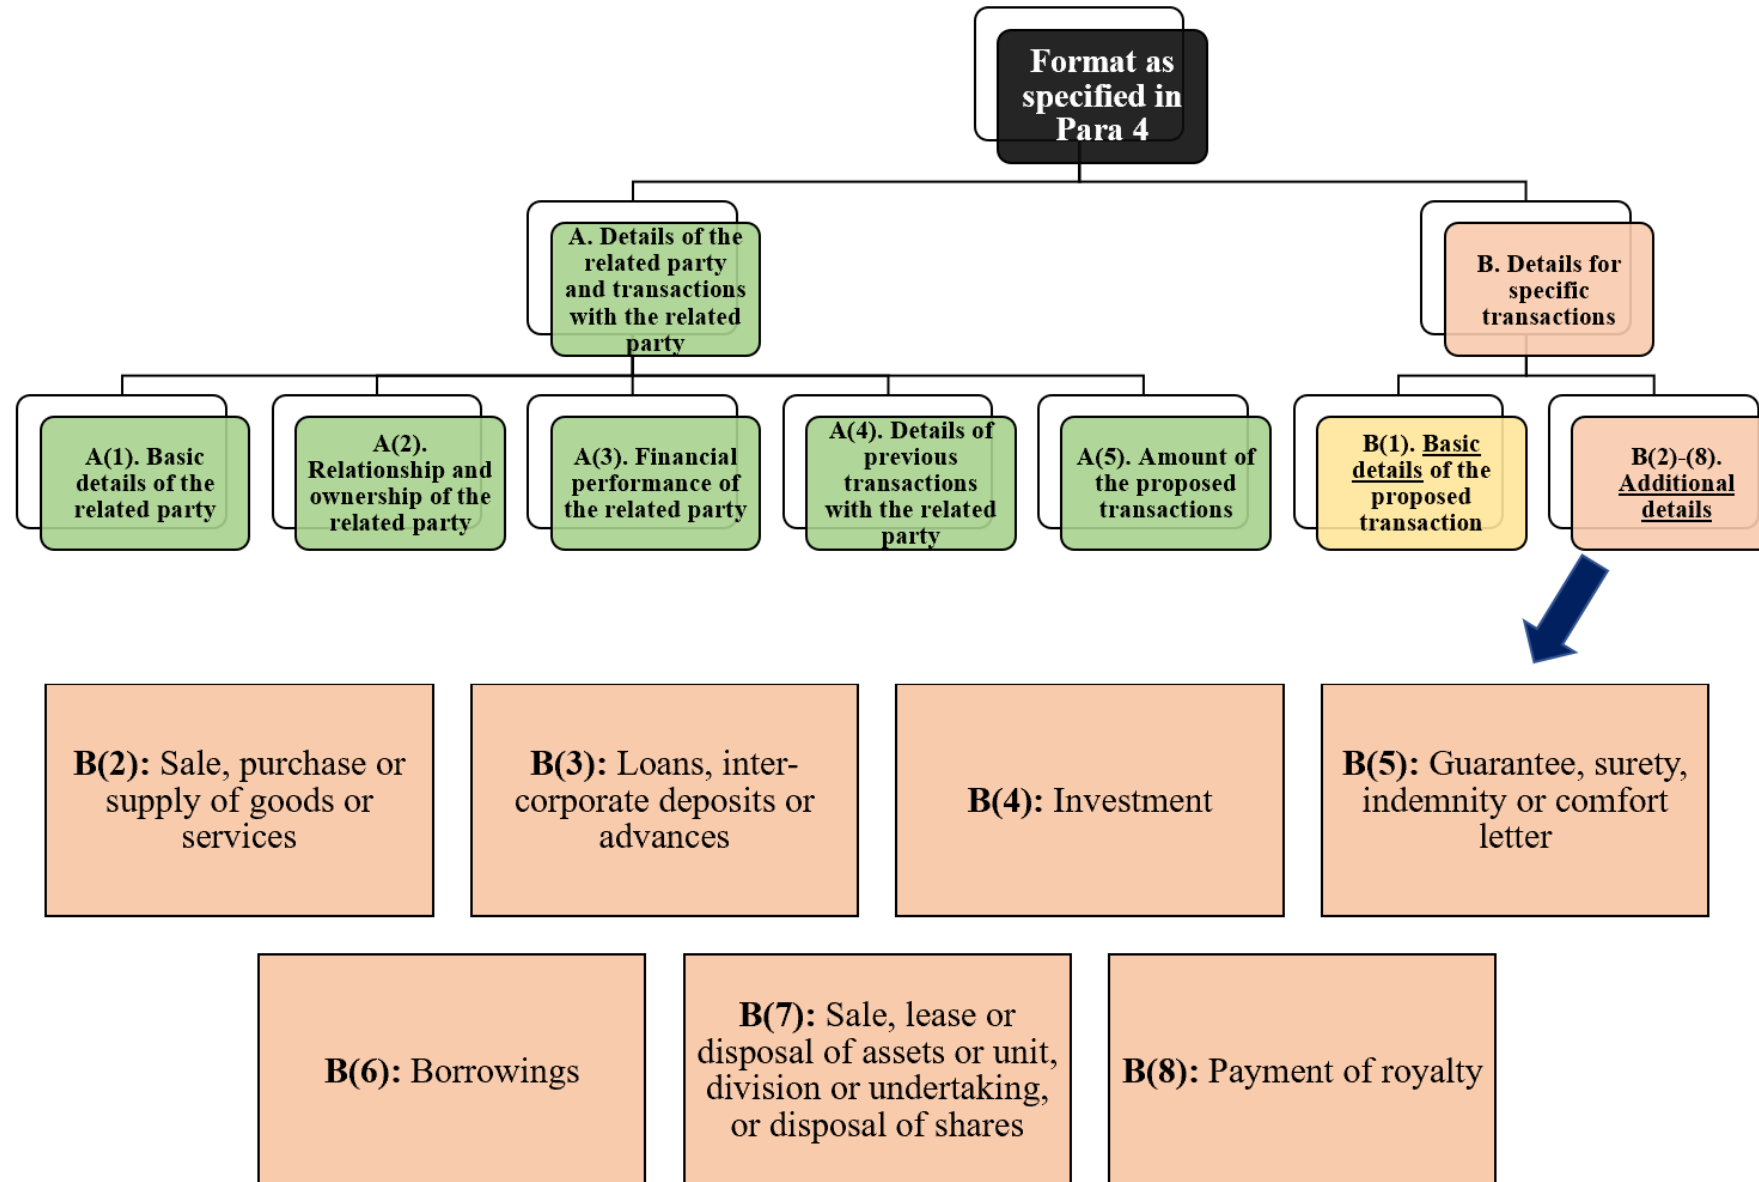 Format as
specified in
Para 4
A. Details of the
related party
and transactions
with the related
party
B. Details for
specific
transactions
A(1). Basic
details of the
related party
A(2).
Relationship and
ownership of the
related party
A(3). Financial
performance of
the related party
A(4). Details of
previous
transactions
with the related
party
A(5). Amount of
the proposed
transactions
B(1). Basic
details of the
proposed
transaction
B(2)-(8).
Additional
details
B(2): Sale, purchase or
supply of goods or
services
B(3): Loans, inter-
corporate deposits or
advances
B(4): Investment
B(5): Guarantee, surety,
indemnity or comfort
letter
B(6): Borrowings
B(7): Sale, lease or
disposal of assets or unit,
division or undertaking,
or disposal of shares
B(8): Payment of royalty